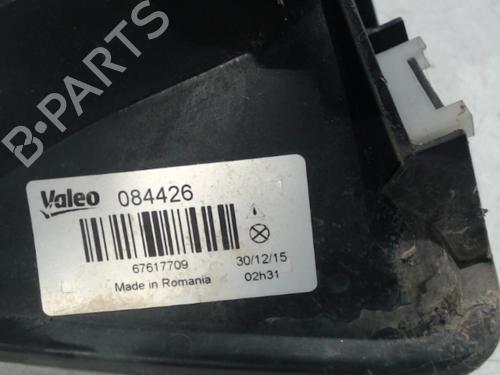 B-PARTS
Valeo 084426
67617709 30/12/15
Made in Romania 02h31